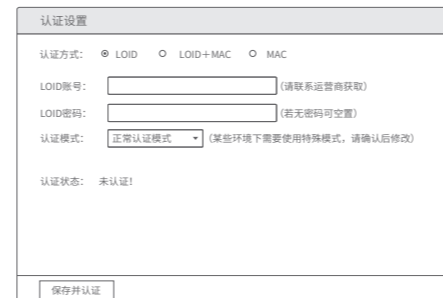 认证设置
认证方式： LOID LOID+MAC MAC
LOID账号： (请联系运营商获取)
LOID密码： (若无密码可空置)
认证模式： 正常认证模式 (某些环境下需要使用特殊模式，请确认后修改)
认证状态： 未认证!
保存并认证